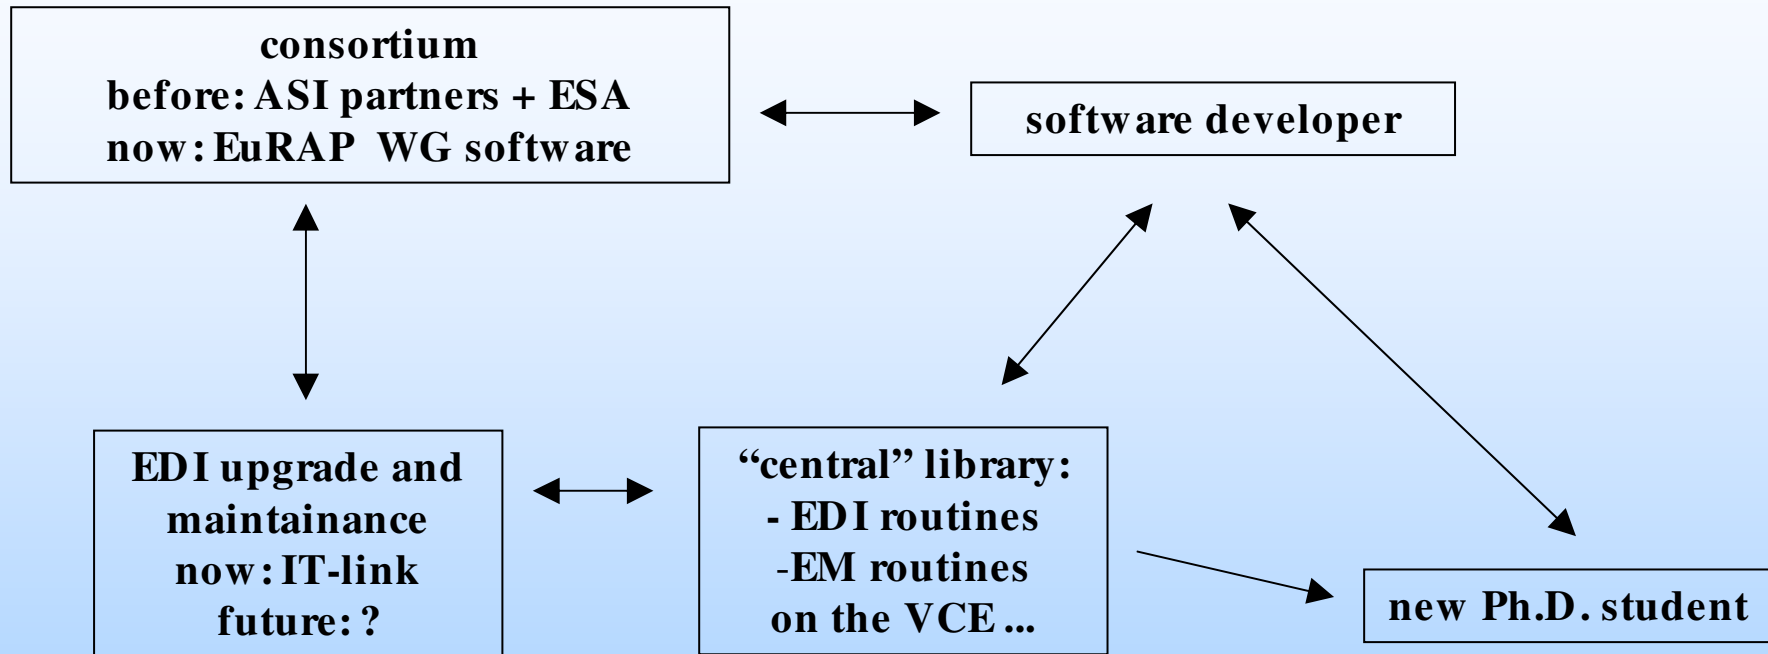 consortium
before: ASI partners + ESA
now: EuRAP WG software
software developer
EDI upgrade and
maintainance
now: IT-link
future: ?
“central” library:
- EDI routines
-EM routines
on the VCE ...
new Ph.D. student